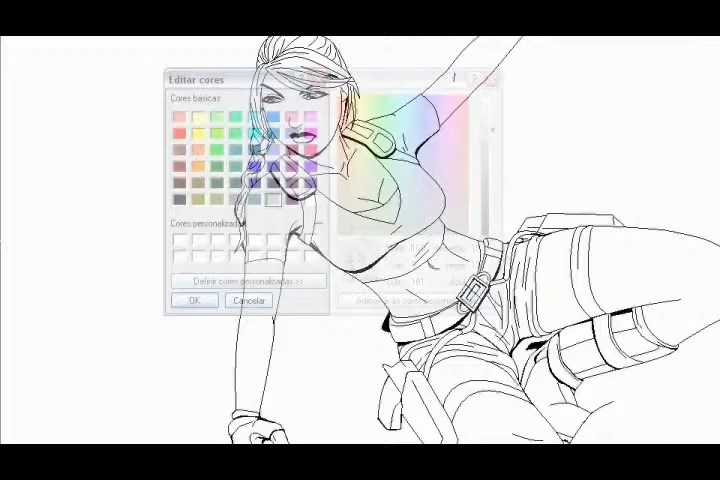 Editar cores
Cores básicas:
Cores personalizadas:
Definir cores personalizadas >>
OK
Cancelar